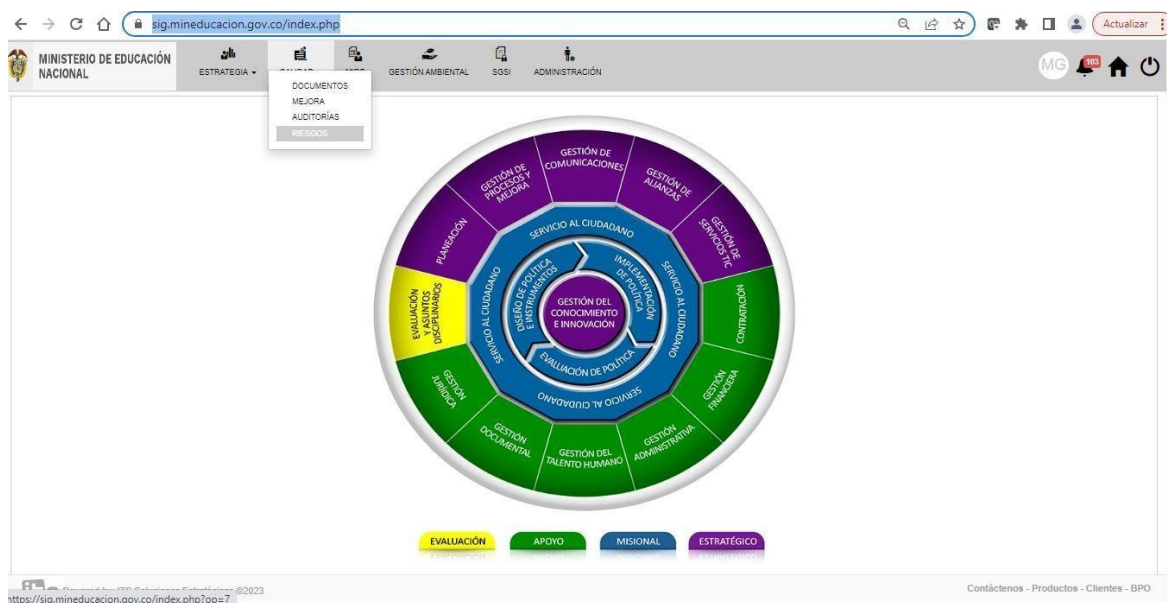 sig.mineducacion.gov.co/index.php
Actualizar
MINISTERIO DE EDUCACIÓN
NACIONAL
ESTRATEGIA
GESTIÓN AMBIENTAL
SGSI
ADMINISTRACIÓN
MG
103
DOCUMENTOS
MEJORA
AUDITORÍAS
RIESGOS
GESTIÓN DE
COMUNICACIONES
GESTIÓN DE
ALIANZAS
GESTIÓN DE
SERVICIOS TIC
CONTRATACIÓN
GESTIÓN
FINANCIERA
GESTIÓN
ADMINISTRATIVA
GESTIÓN DEL
TALENTO HUMANO
GESTIÓN
DOCUMENTAL
GESTIÓN
JURÍDICA
EVALUACIÓN
Y ASUNTOS
DISCIPLINARIOS
PLANEACIÓN
GESTIÓN DE
PROCESOS Y
MEJORA
SERVICIO AL CIUDADANO
SERVICIO AL CIUDADANO
SERVICIO AL CIUDADANO
SERVICIO AL CIUDADANO
DISEÑO DE POLÍTICA
E INSTRUMENTOS
IMPLEMENTACIÓN
DE POLÍTICA
EVALUACIÓN DE POLÍTICA
GESTIÓN DEL
CONOCIMIENTO
E INNOVACIÓN
EVALUACIÓN
APOYO
MISIONAL
ESTRATÉGICO
©2023
Contáctenos - Productos - Clientes - BPO
https://sig.mineducacion.gov.co/index.php?op=7